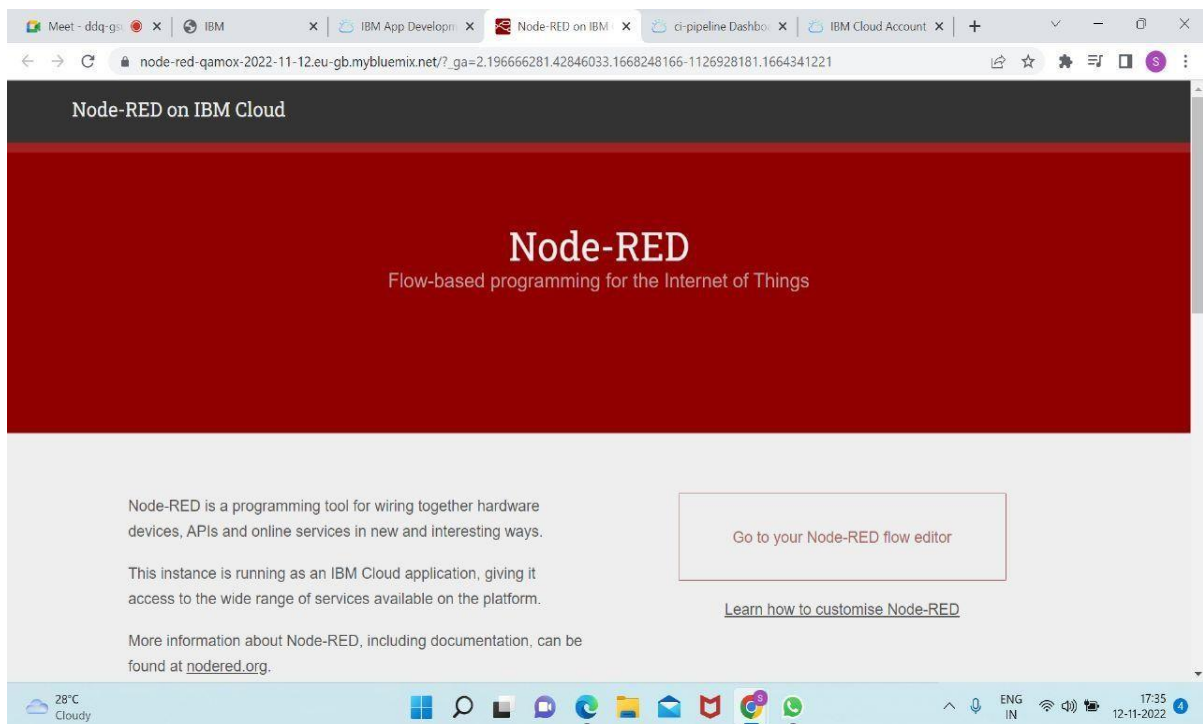 Meet - ddq-gs
IBM
IBM App Developm
Node-RED on IBM
ci-pipeline Dashbo
IBM Cloud Account
node-red-qamox-2022-11-12.eu-gb.mybluemix.net/?_ga=2.196666281.42846033.1668248166-1126928181.1664341221
S
Node-RED on IBM Cloud
Node-RED
Flow-based programming for the Internet of Things
Node-RED is a programming tool for wiring together hardware
devices, APIs and online services in new and interesting ways.
This instance is running as an IBM Cloud application, giving it
access to the wide range of services available on the platform.
More information about Node-RED, including documentation, can be
found at nodered.org.
Go to your Node-RED flow editor
Learn how to customise Node-RED
28°C
Cloudy
S
ENG
IN
17:35
12-11-2022
4